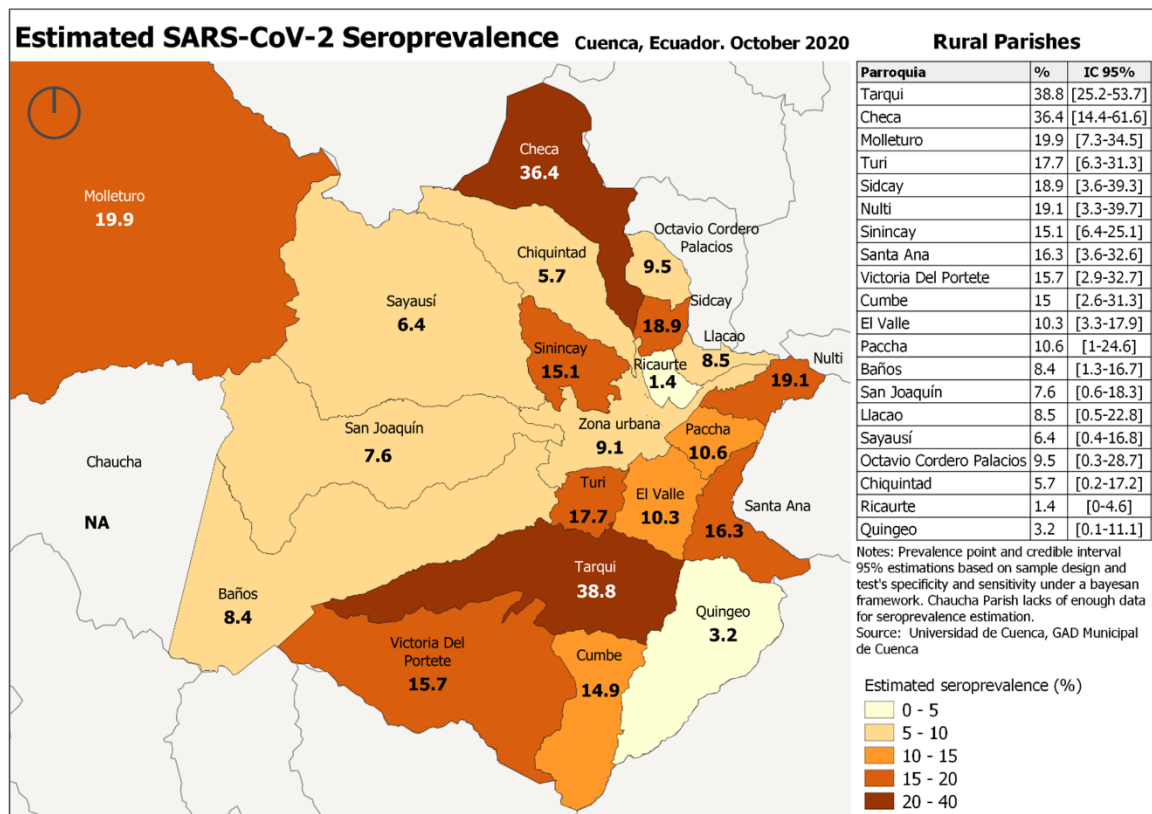 Estimated SARS-CoV-2 Seroprevalence Cuenca, Ecuador. October 2020
Checa
36.4
Molleturo
19.9
Octavio Cordero
Palacios
9.5
Chiquintad
5.7
Sayausí
6.4
Sidcay
18.9
Llacao
8.5
Sinincay
15.1
Ricaurte
1.4
Nulti
19.1
San Joaquín
7.6
Zona urbana
9.1
Paccha
10.6
Chaucha
NA
Turi
17.7
El Valle
10.3
Santa Ana
16.3
Tarqui
38.8
Baños
8.4
Quingeo
3.2
Victoria Del
Portete
15.7
Cumbe
14.9
Rural Parishes
Parroquia % IC 95%
Tarqui 38.8 [25.2-53.7]
Checa 36.4 [14.4-61.6]
Molleturo 19.9 [7.3-34.5]
Turi 17.7 [6.3-31.3]
Sidcay 18.9 [3.6-39.3]
Nulti 19.1 [3.3-39.7]
Sinincay 15.1 [6.4-25.1]
Santa Ana 16.3 [3.6-32.6]
Victoria Del Portete 15.7 [2.9-32.7]
Cumbe 15 [2.6-31.3]
El Valle 10.3 [3.3-17.9]
Paccha 10.6 [1-24.6]
Baños 8.4 [1.3-16.7]
San Joaquín 7.6 [0.6-18.3]
Llacao 8.5 [0.5-22.8]
Sayausí 6.4 [0.4-16.8]
Octavio Cordero Palacios 9.5 [0.3-28.7]
Chiquintad 5.7 [0.2-17.2]
Ricaurte 1.4 [0-4.6]
Quingeo 3.2 [0.1-11.1]
Notes: Prevalence point and credible interval
95% estimations based on sample design and
test's specificity and sensitivity under a bayesan
framework. Chaucha Parish lacks of enough data
for seroprevalence estimation.
Source: Universidad de Cuenca, GAD Municipal
de Cuenca
Estimated seroprevalence (%)
0 - 5
5 - 10
10 - 15
15 - 20
20 - 40